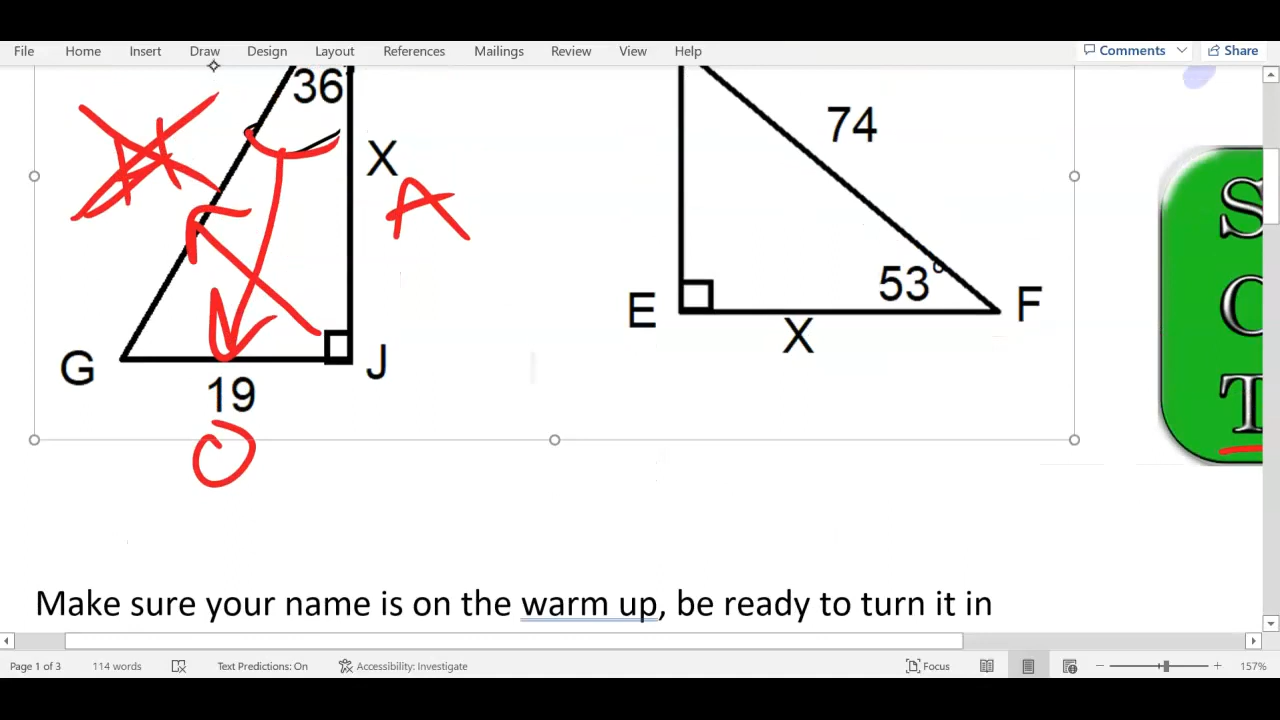 File Home Insert Draw Design Layout References Mailings Review View Help Comments Share
36
X
A
H
G
J
19
O
74
53°
E
F
X
S
C
T
Make sure your name is on the warm up, be ready to turn it in
Page 1 of 3 114 words Text Predictions: On Accessibility: Investigate Focus 157%